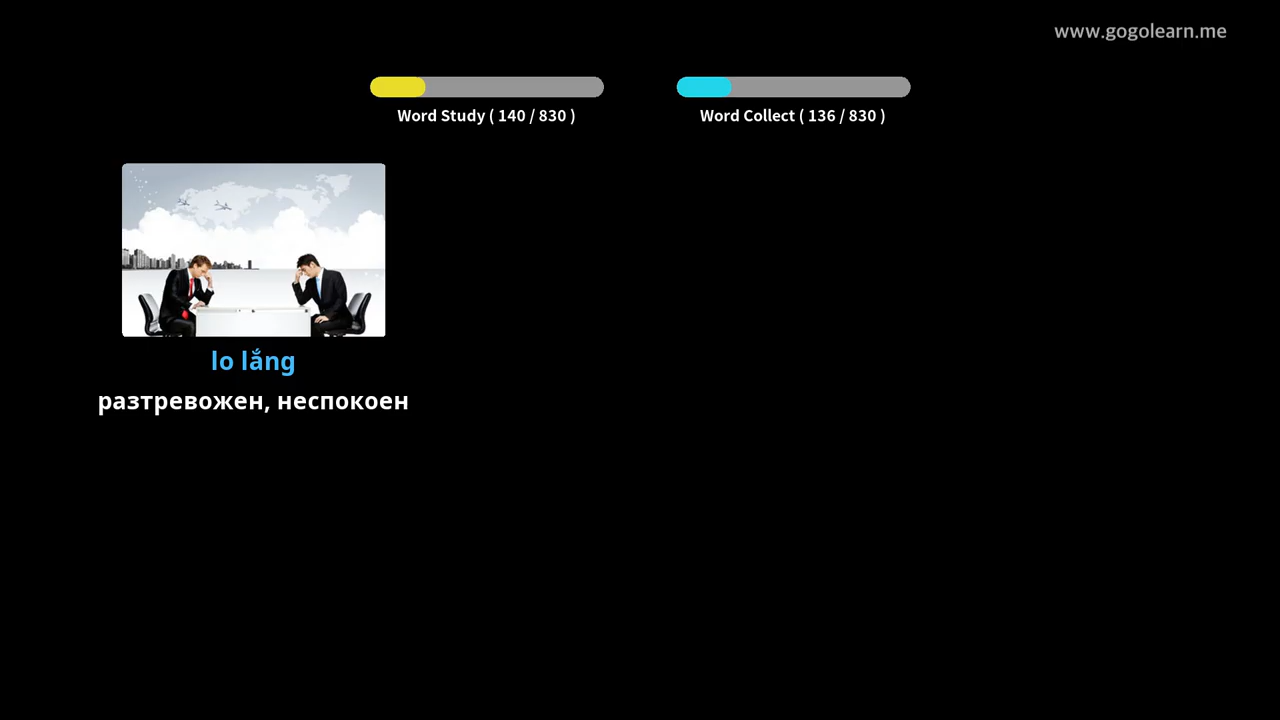 www.gogolearn.me
Word Study ( 140 / 830 )
Word Collect ( 136 / 830 )
lo lắng
разтревожен, неспокоен